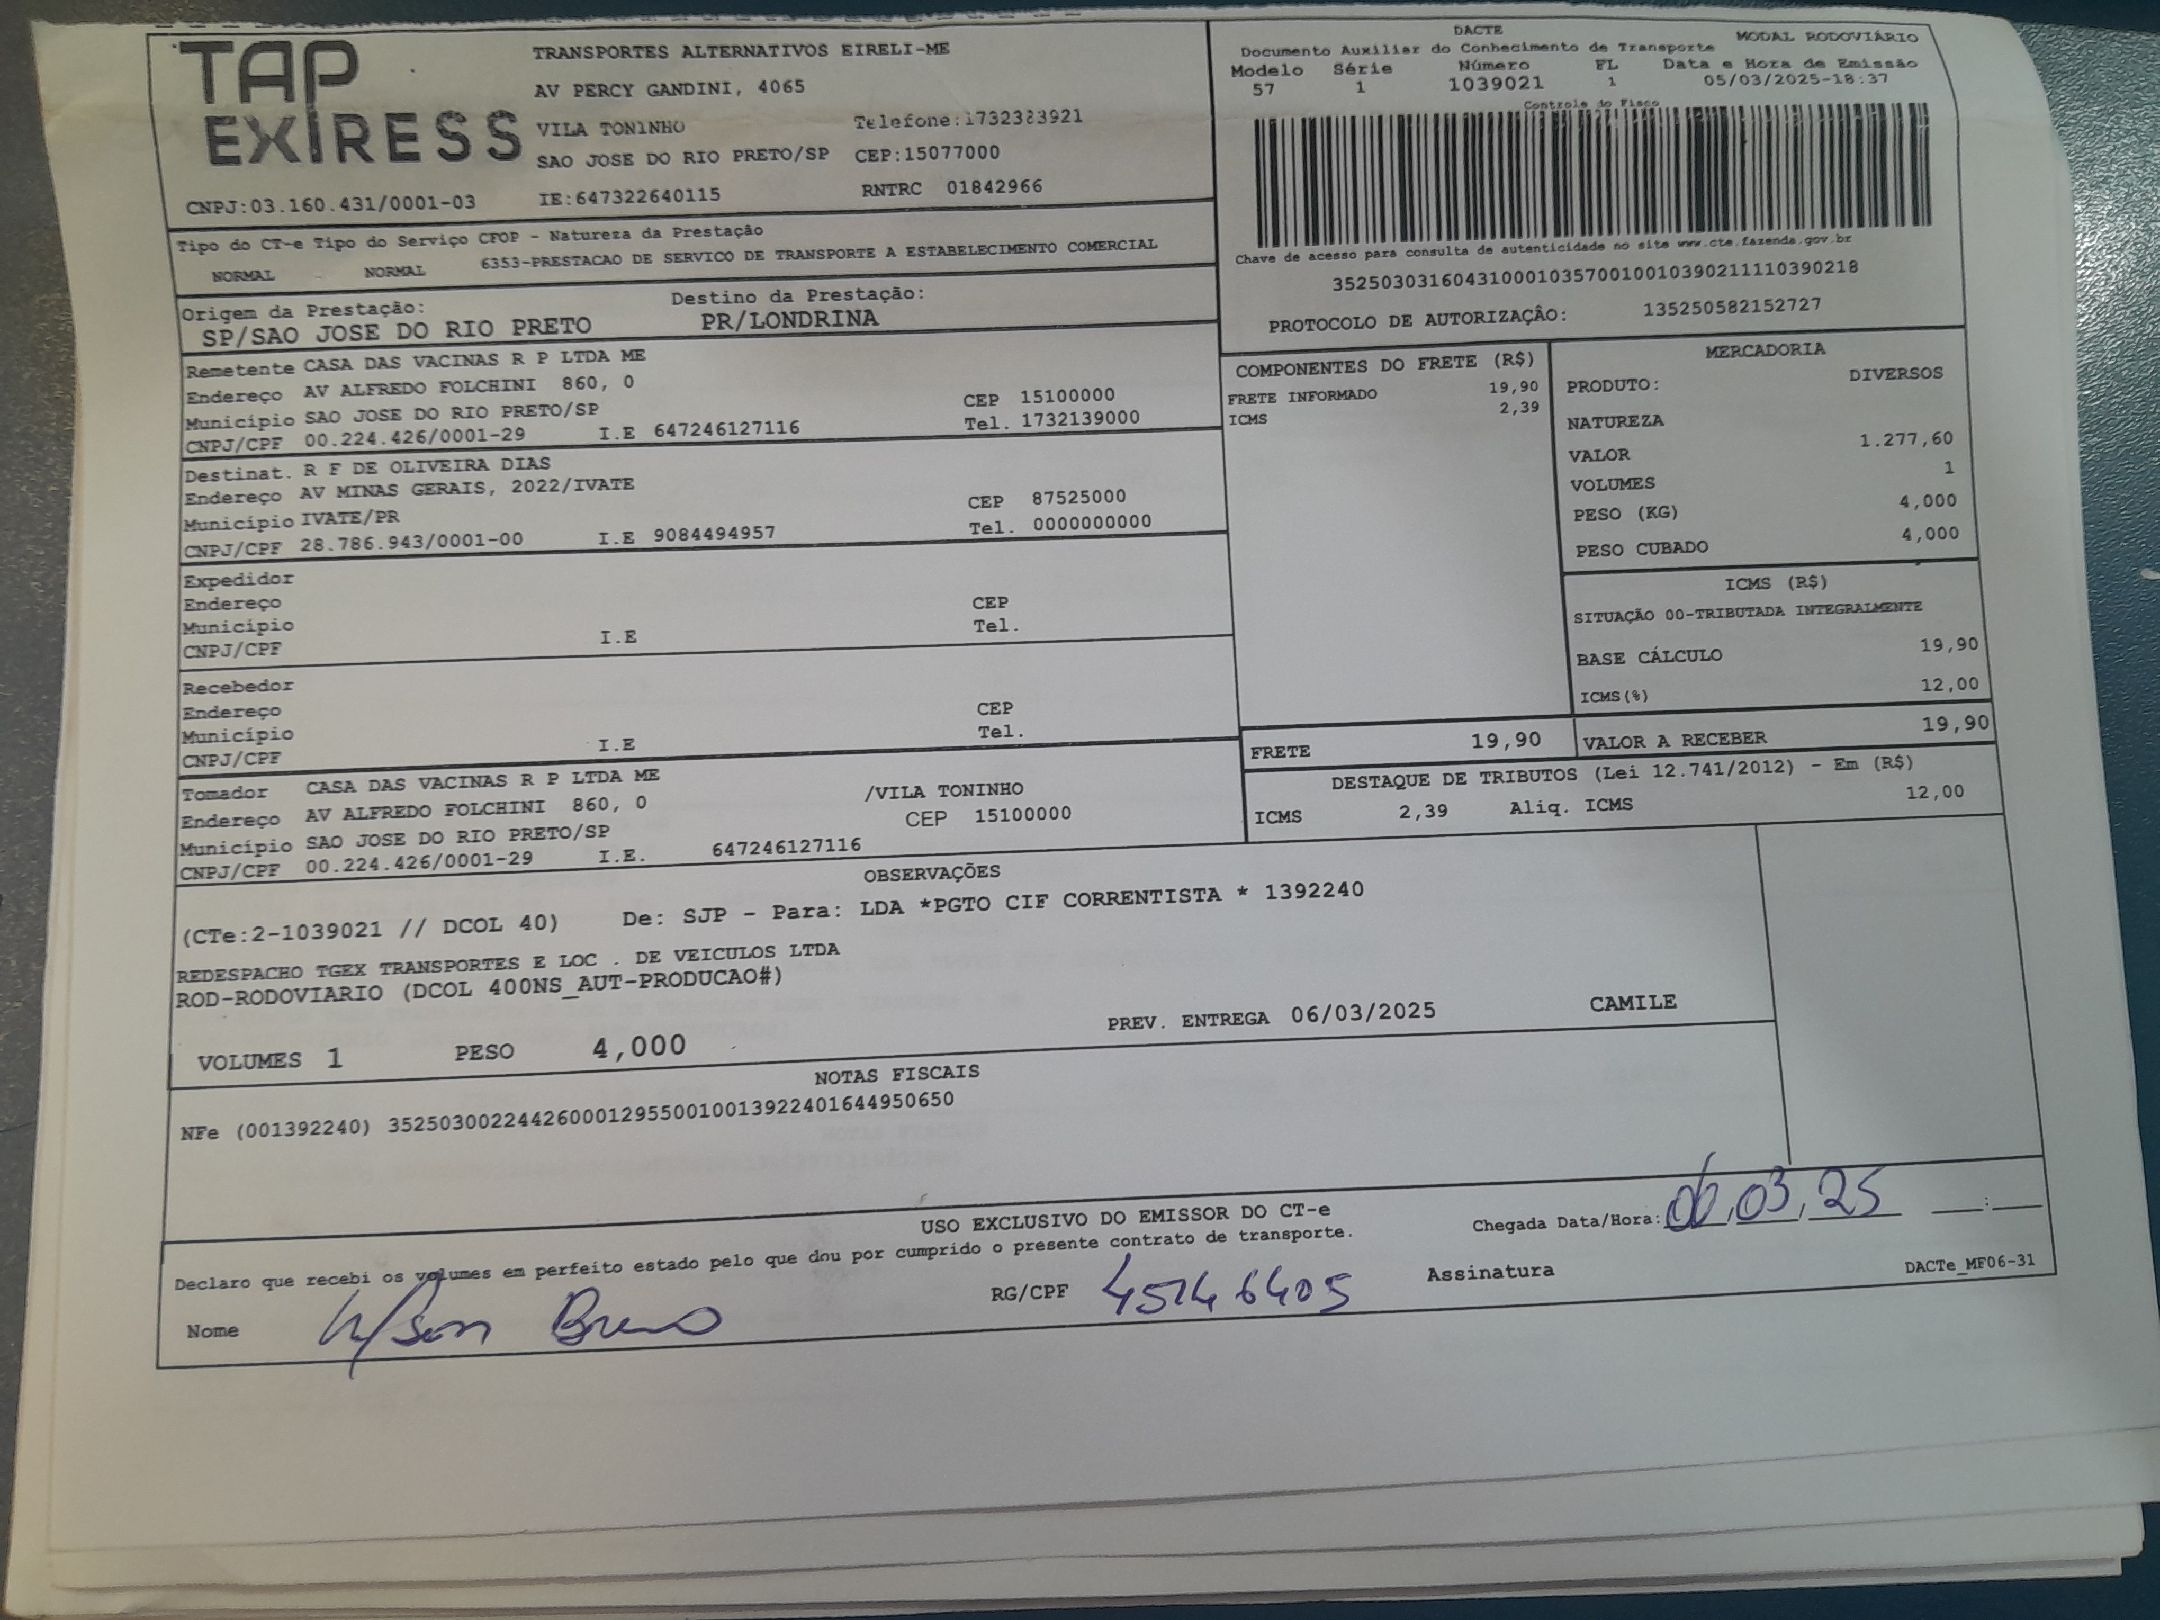 TAP
EXPRESS
TRANSPORTES ALTERNATIVOS EIRELI-ME
AV PERCY GANDINI, 4065
VILA TONINHO Telefone:1732383921
SAO JOSE DO RIO PRETO/SP CEP:15077000
CNPJ:03.160.431/0001-03 IE:647322640115 RNTRC 01842966
DACTE MODAL RODOVIÁRIO
Documento Auxiliar do Conhecimento de Transporte
Modelo Série Número FL Data e Hora de Emissão
57 1 1039021 1 05/03/2025-18:37
Controle do Fisco
Chave de acesso para consulta de autenticidade no site www.cte.fazenda.gov.br
35250303160431000103570010010390211110390218
PROTOCOLO DE AUTORIZAÇÃO: 135250582152727
Tipo do CT-e Tipo do Serviço CFOP - Natureza da Prestação
NORMAL NORMAL 6353-PRESTACAO DE SERVICO DE TRANSPORTE A ESTABELECIMENTO COMERCIAL
Origem da Prestação: Destino da Prestação:
SP/SAO JOSE DO RIO PRETO PR/LONDRINA
Remetente CASA DAS VACINAS R P LTDA ME
Endereço AV ALFREDO FOLCHINI 860, 0 CEP 15100000
Município SAO JOSE DO RIO PRETO/SP Tel. 1732139000
CNPJ/CPF 00.224.426/0001-29 I.E 647246127116
Destinat. R F DE OLIVEIRA DIAS
Endereço AV MINAS GERAIS, 2022/IVATE CEP 87525000
Município IVATE/PR Tel. 0000000000
CNPJ/CPF 28.786.943/0001-00 I.E 9084494957
Expedidor
Endereço CEP
Município Tel.
CNPJ/CPF I.E
Recebedor
Endereço CEP
Município Tel.
CNPJ/CPF I.E
Tomador CASA DAS VACINAS R P LTDA ME
Endereço AV ALFREDO FOLCHINI 860, 0 /VILA TONINHO
Município SAO JOSE DO RIO PRETO/SP CEP 15100000
CNPJ/CPF 00.224.426/0001-29 I.E. 647246127116
COMPONENTES DO FRETE (R$)
FRETE INFORMADO 19,90
ICMS 2,39
MERCADORIA
PRODUTO: DIVERSOS
NATUREZA
VALOR 1.277,60
VOLUMES 1
PESO (KG) 4,000
PESO CUBADO 4,000
ICMS (R$)
SITUAÇÃO 00-TRIBUTADA INTEGRALMENTE
BASE CÁLCULO 19,90
ICMS(%) 12,00
FRETE 19,90 VALOR A RECEBER 19,90
DESTAQUE DE TRIBUTOS (Lei 12.741/2012) - Em (R$)
ICMS 2,39 Aliq. ICMS 12,00
OBSERVAÇÕES
(CTe:2-1039021 // DCOL 40) De: SJP - Para: LDA *PGTO CIF CORRENTISTA * 1392240
REDESPACHO TGEX TRANSPORTES E LOC . DE VEICULOS LTDA
ROD-RODOVIARIO (DCOL 400NS_AUT-PRODUCAO#)
PREV. ENTREGA 06/03/2025 CAMILE
VOLUMES 1 PESO 4,000
NOTAS FISCAIS
NFe (001392240) 35250300224426000129550010013922401644950650
USO EXCLUSIVO DO EMISSOR DO CT-e
Declaro que recebi os volumes em perfeito estado pelo que dou por cumprido o presente contrato de transporte.
Chegada Data/Hora: 06,03,25 __:__
Nome RG/CPF 45146405 Assinatura
DACTe_MF06-31